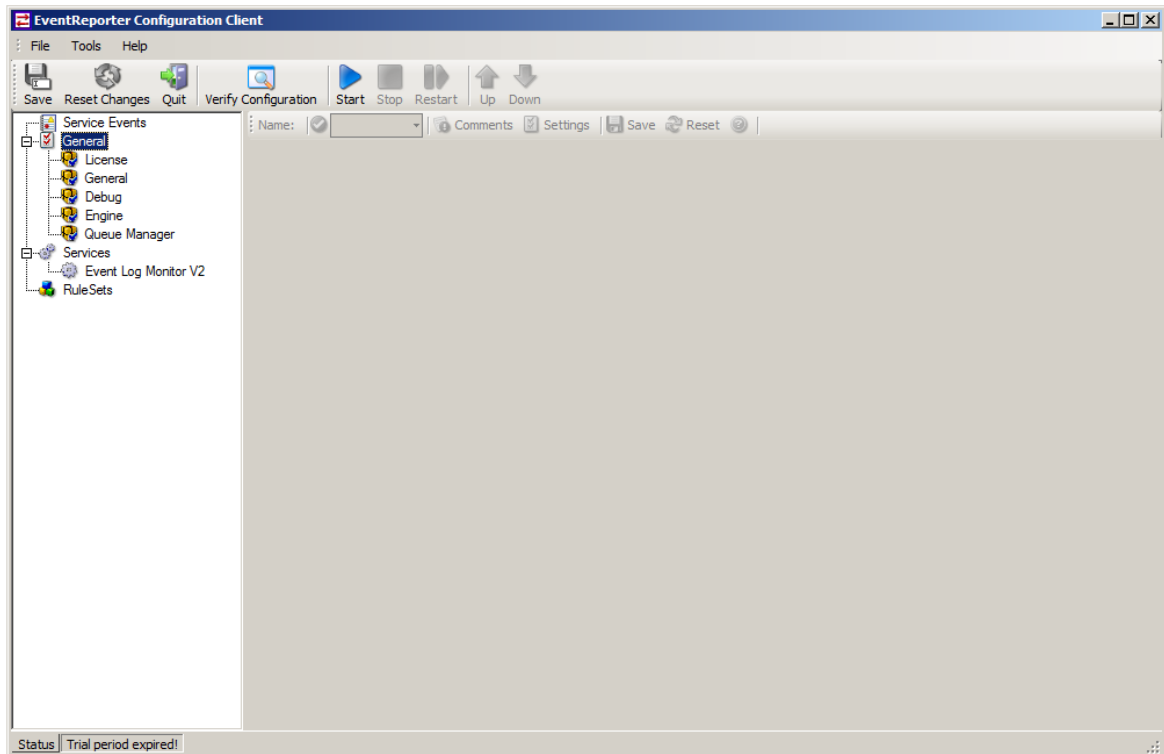 EventReporter Configuration Client
File Tools Help
Save Reset Changes Quit Verify Configuration Start Stop Restart Up Down
Service Events
Name: Comments Settings Save Reset
General
License
General
Debug
Engine
Queue Manager
Services
Event Log Monitor V2
RuleSets
Status Trial period expired!